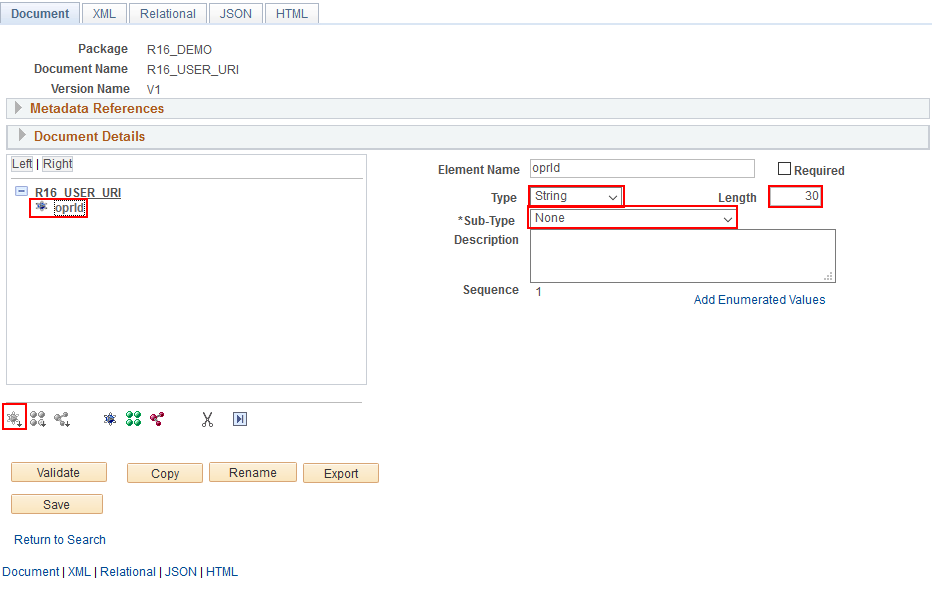 Document XML Relational JSON HTML
Package R16_DEMO
Document Name R16_USER_URI
Version Name V1
Metadata References
Document Details
Left | Right
R16_USER_URI
oprId
Element Name oprId Required
Type String Length 30
*Sub-Type None
Description
Sequence 1
Add Enumerated Values
Validate Copy Rename Export
Save
Return to Search
Document | XML | Relational | JSON | HTML